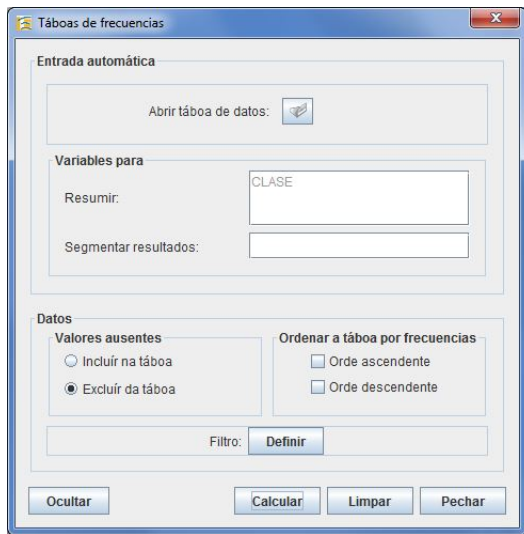 Táboas de frecuencias
Entrada automática
Abrir táboa de datos:
Variables para
Resumir:
CLASE
Segmentar resultados:
Datos
Valores ausentes
Incluír na táboa
Excluír da táboa
Ordenar a táboa por frecuencias
Orde ascendente
Orde descendente
Filtro: Definir
Ocultar Calcular Limpar Pechar